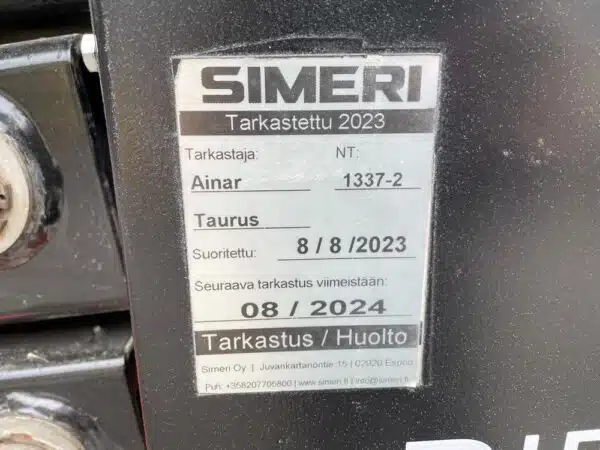 SIMERI
Tarkastettu 2023
Tarkastaja: NT:
Ainar 1337-2
Taurus
Suoritettu: 8/8/2023
Seuraava tarkastus viimeistään:
08 / 2024
Tarkastus / Huolto
Simeri Oy | Juvankartanontie 15 | 02920 Espoo
Puh: +358207705800 | www.simeri.fi | info@simeri.fi